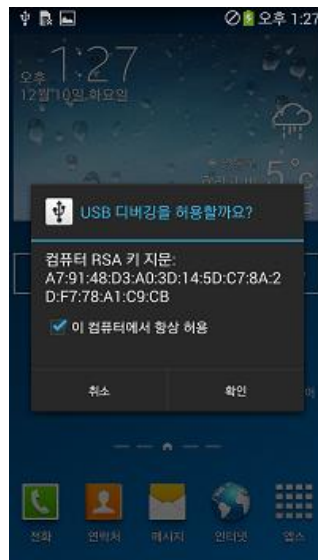 오후 1:27
오후 1:27
12월 10일 화요일
5°c
USB 디버깅을 허용할까요?
컴퓨터 RSA 키 지문:
A7:91:48:D3:A0:3D:14:5D:C7:8A:2
D:F7:78:A1:C9:CB
이 컴퓨터에서 항상 허용
취소 확인
전화 연락처 메시지 인터넷 앱스